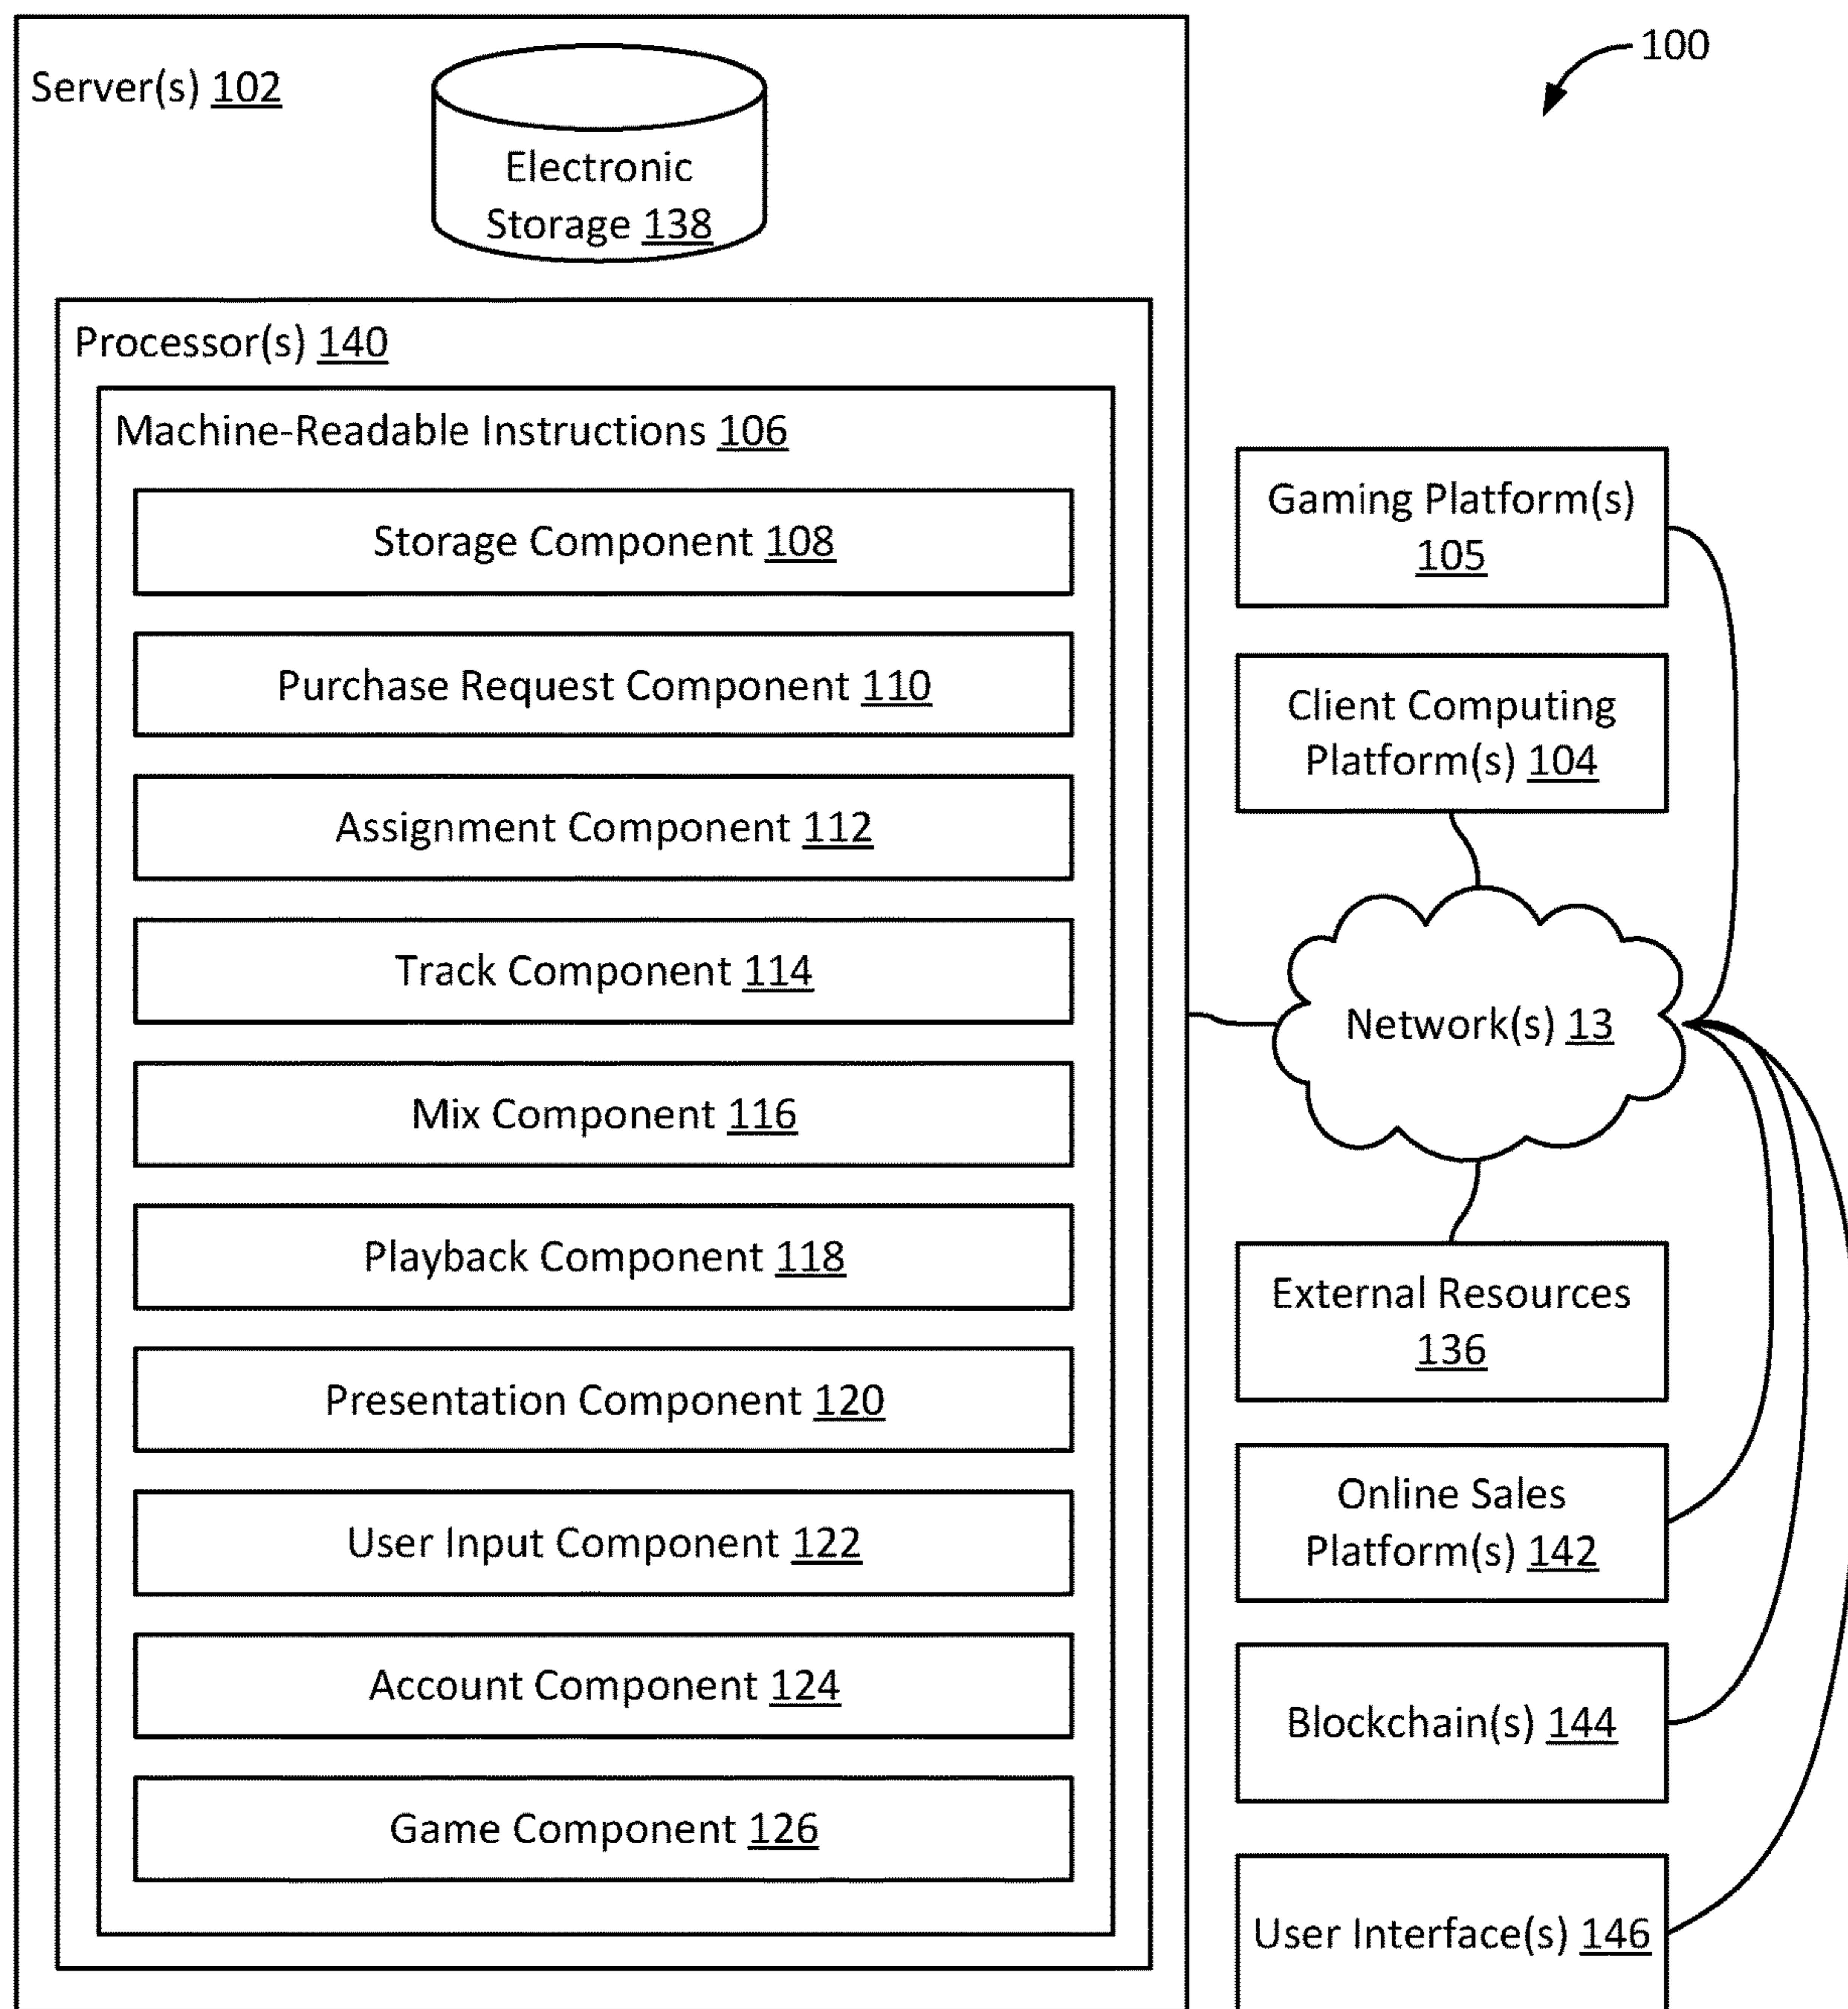 100
Server(s) 102
Electronic
Storage 138
Processor(s) 140
Machine-Readable Instructions 106
Storage Component 108
Purchase Request Component 110
Assignment Component 112
Track Component 114
Mix Component 116
Playback Component 118
Presentation Component 120
User Input Component 122
Account Component 124
Game Component 126
Gaming Platform(s)
105
Client Computing
Platform(s) 104
Network(s) 13
External Resources
136
Online Sales
Platform(s) 142
Blockchain(s) 144
User Interface(s) 146